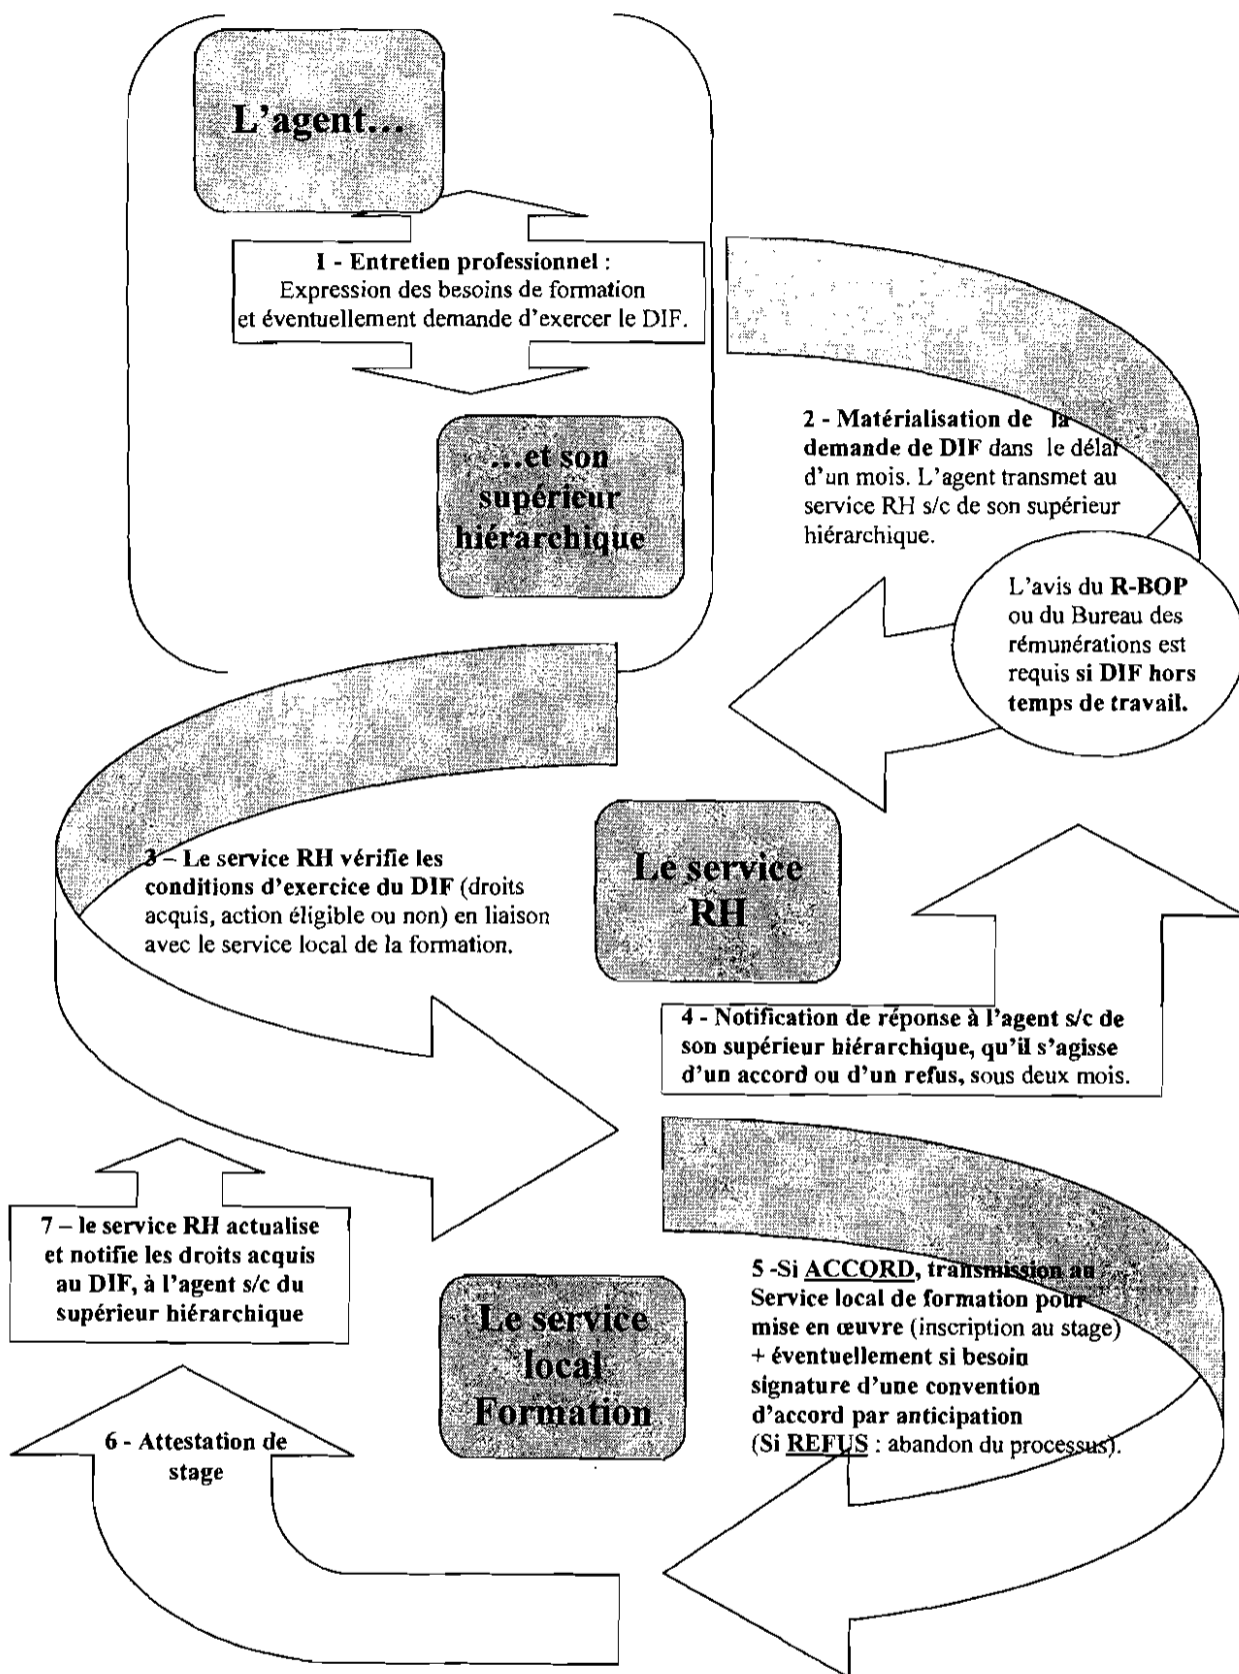 L'agent…
1 - Entretien professionnel :
Expression des besoins de formation
et éventuellement demande d'exercer le DIF.
…et son
supérieur
hiérarchique
2 - Matérialisation de la
demande de DIF dans le délai
d'un mois. L'agent transmet au
service RH s/c de son supérieur
hiérarchique.
L'avis du R-BOP
ou du Bureau des
rémunérations est
requis si DIF hors
temps de travail.
3 – Le service RH vérifie les
conditions d'exercice du DIF (droits
acquis, action éligible ou non) en liaison
avec le service local de la formation.
Le service
RH
4 - Notification de réponse à l'agent s/c de
son supérieur hiérarchique, qu'il s'agisse
d'un accord ou d'un refus, sous deux mois.
5 -Si ACCORD, transmission au
Service local de formation pour
mise en œuvre (inscription au stage)
+ éventuellement si besoin
signature d'une convention
d'accord par anticipation
(Si REFUS : abandon du processus).
Le service
local
Formation
6 - Attestation de
stage
7 – le service RH actualise
et notifie les droits acquis
au DIF, à l'agent s/c du
supérieur hiérarchique